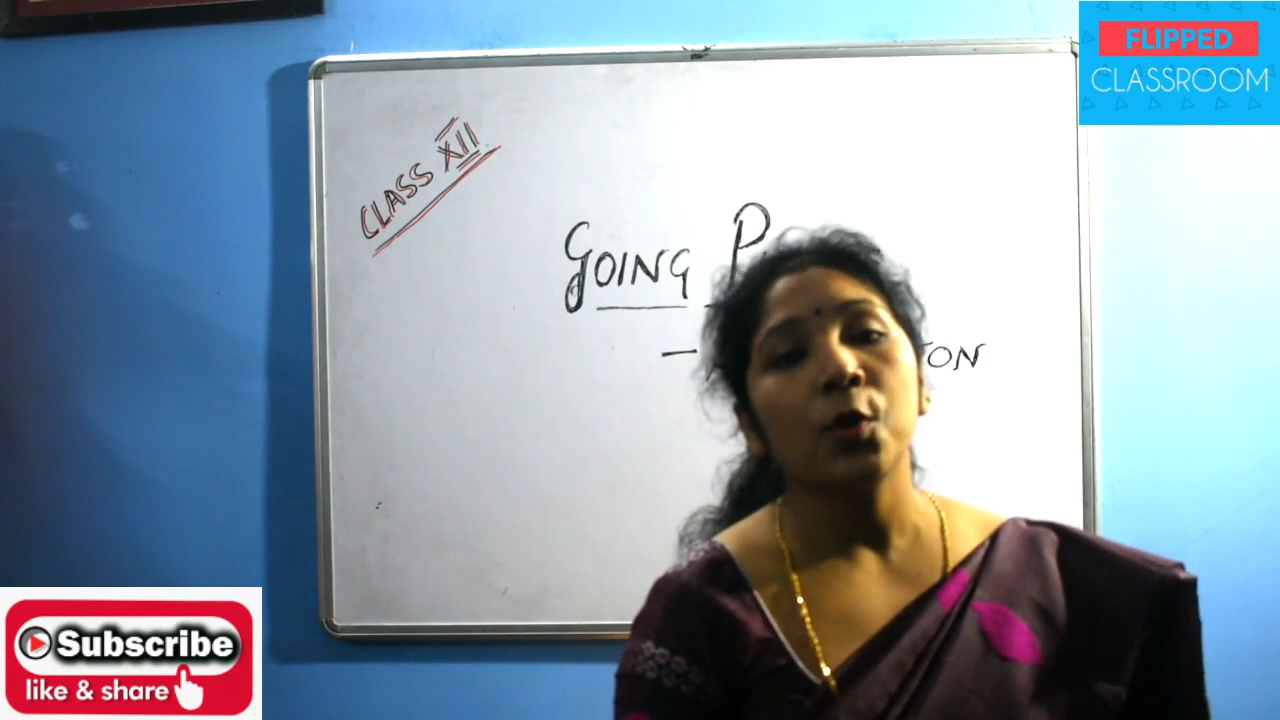 FLIPPED
CLASSROOM
CLASS XII
GOING P
ON
Subscribe
like & share